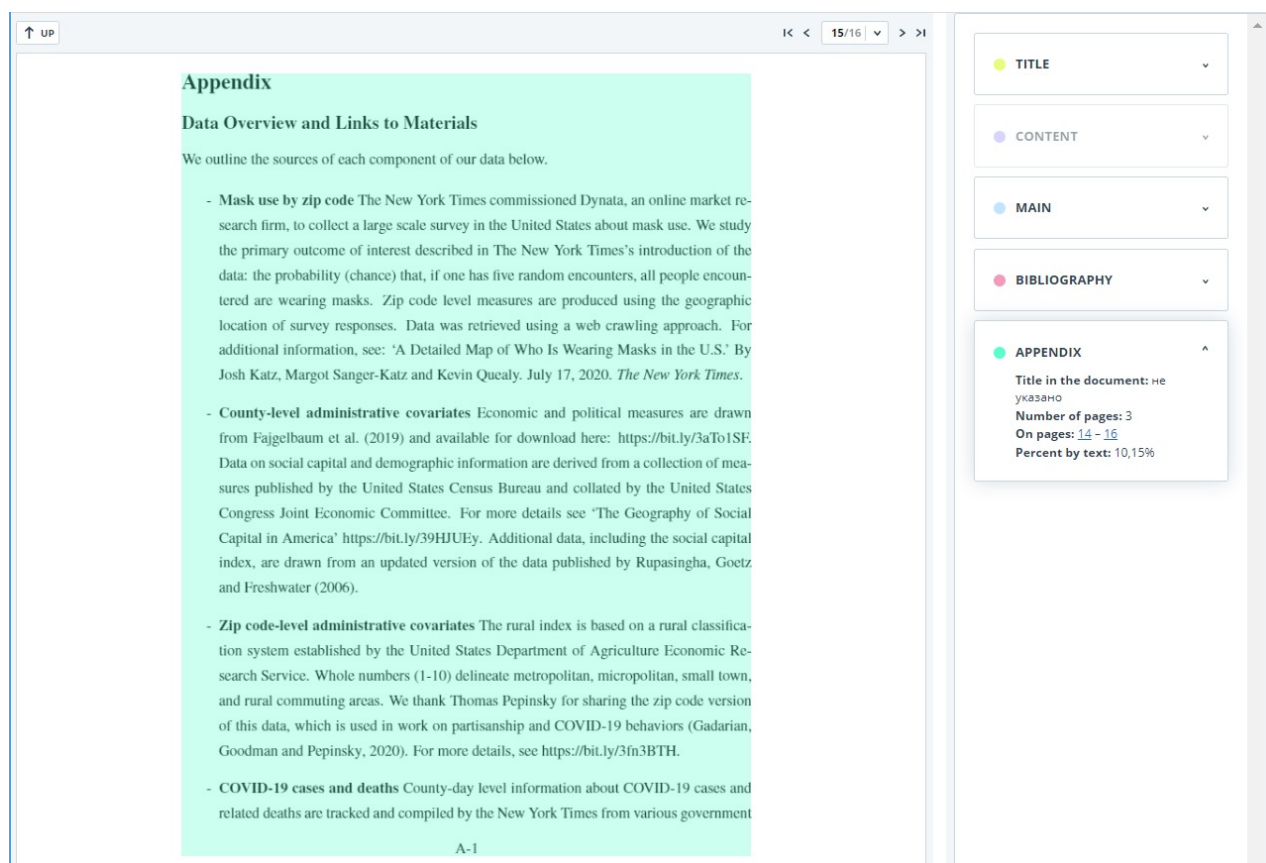 ↑ UP
15/16
Appendix
Data Overview and Links to Materials
We outline the sources of each component of our data below.
- Mask use by zip code The New York Times commissioned Dynata, an online market re-
search firm, to collect a large scale survey in the United States about mask use. We study
the primary outcome of interest described in The New York Times's introduction of the
data: the probability (chance) that, if one has five random encounters, all people encoun-
tered are wearing masks. Zip code level measures are produced using the geographic
location of survey responses. Data was retrieved using a web crawling approach. For
additional information, see: ‘A Detailed Map of Who Is Wearing Masks in the U.S.’ By
Josh Katz, Margot Sanger-Katz and Kevin Quealy. July 17, 2020. The New York Times.
- County-level administrative covariates Economic and political measures are drawn
from Fajgelbaum et al. (2019) and available for download here: https://bit.ly/3aTo1SF.
Data on social capital and demographic information are derived from a collection of mea-
sures published by the United States Census Bureau and collated by the United States
Congress Joint Economic Committee. For more details see ‘The Geography of Social
Capital in America’ https://bit.ly/39HJUEy. Additional data, including the social capital
index, are drawn from an updated version of the data published by Rupasingha, Goetz
and Freshwater (2006).
- Zip code-level administrative covariates The rural index is based on a rural classifica-
tion system established by the United States Department of Agriculture Economic Re-
search Service. Whole numbers (1-10) delineate metropolitan, micropolitan, small town,
and rural commuting areas. We thank Thomas Pepinsky for sharing the zip code version
of this data, which is used in work on partisanship and COVID-19 behaviors (Gadarian,
Goodman and Pepinsky, 2020). For more details, see https://bit.ly/3fn3BTH.
- COVID-19 cases and deaths County-day level information about COVID-19 cases and
related deaths are tracked and compiled by the New York Times from various government
A-1
TITLE
CONTENT
MAIN
BIBLIOGRAPHY
APPENDIX
Title in the document: не
указано
Number of pages: 3
On pages: 14 – 16
Percent by text: 10,15%